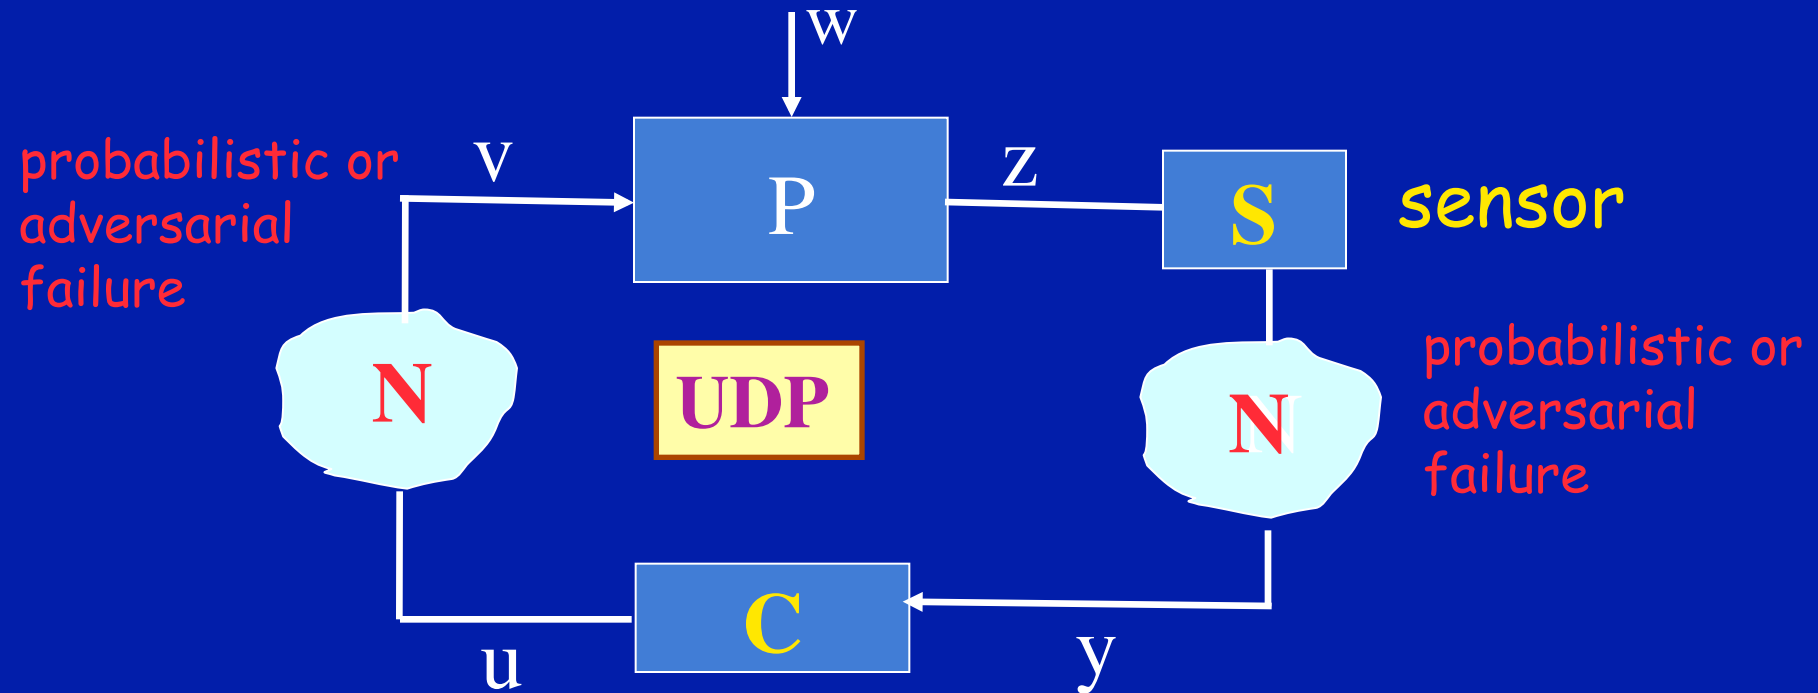 w
probabilistic or
adversarial
failure
v
P
z
S
sensor
N
UDP
N
probabilistic or
adversarial
failure
C
u
y